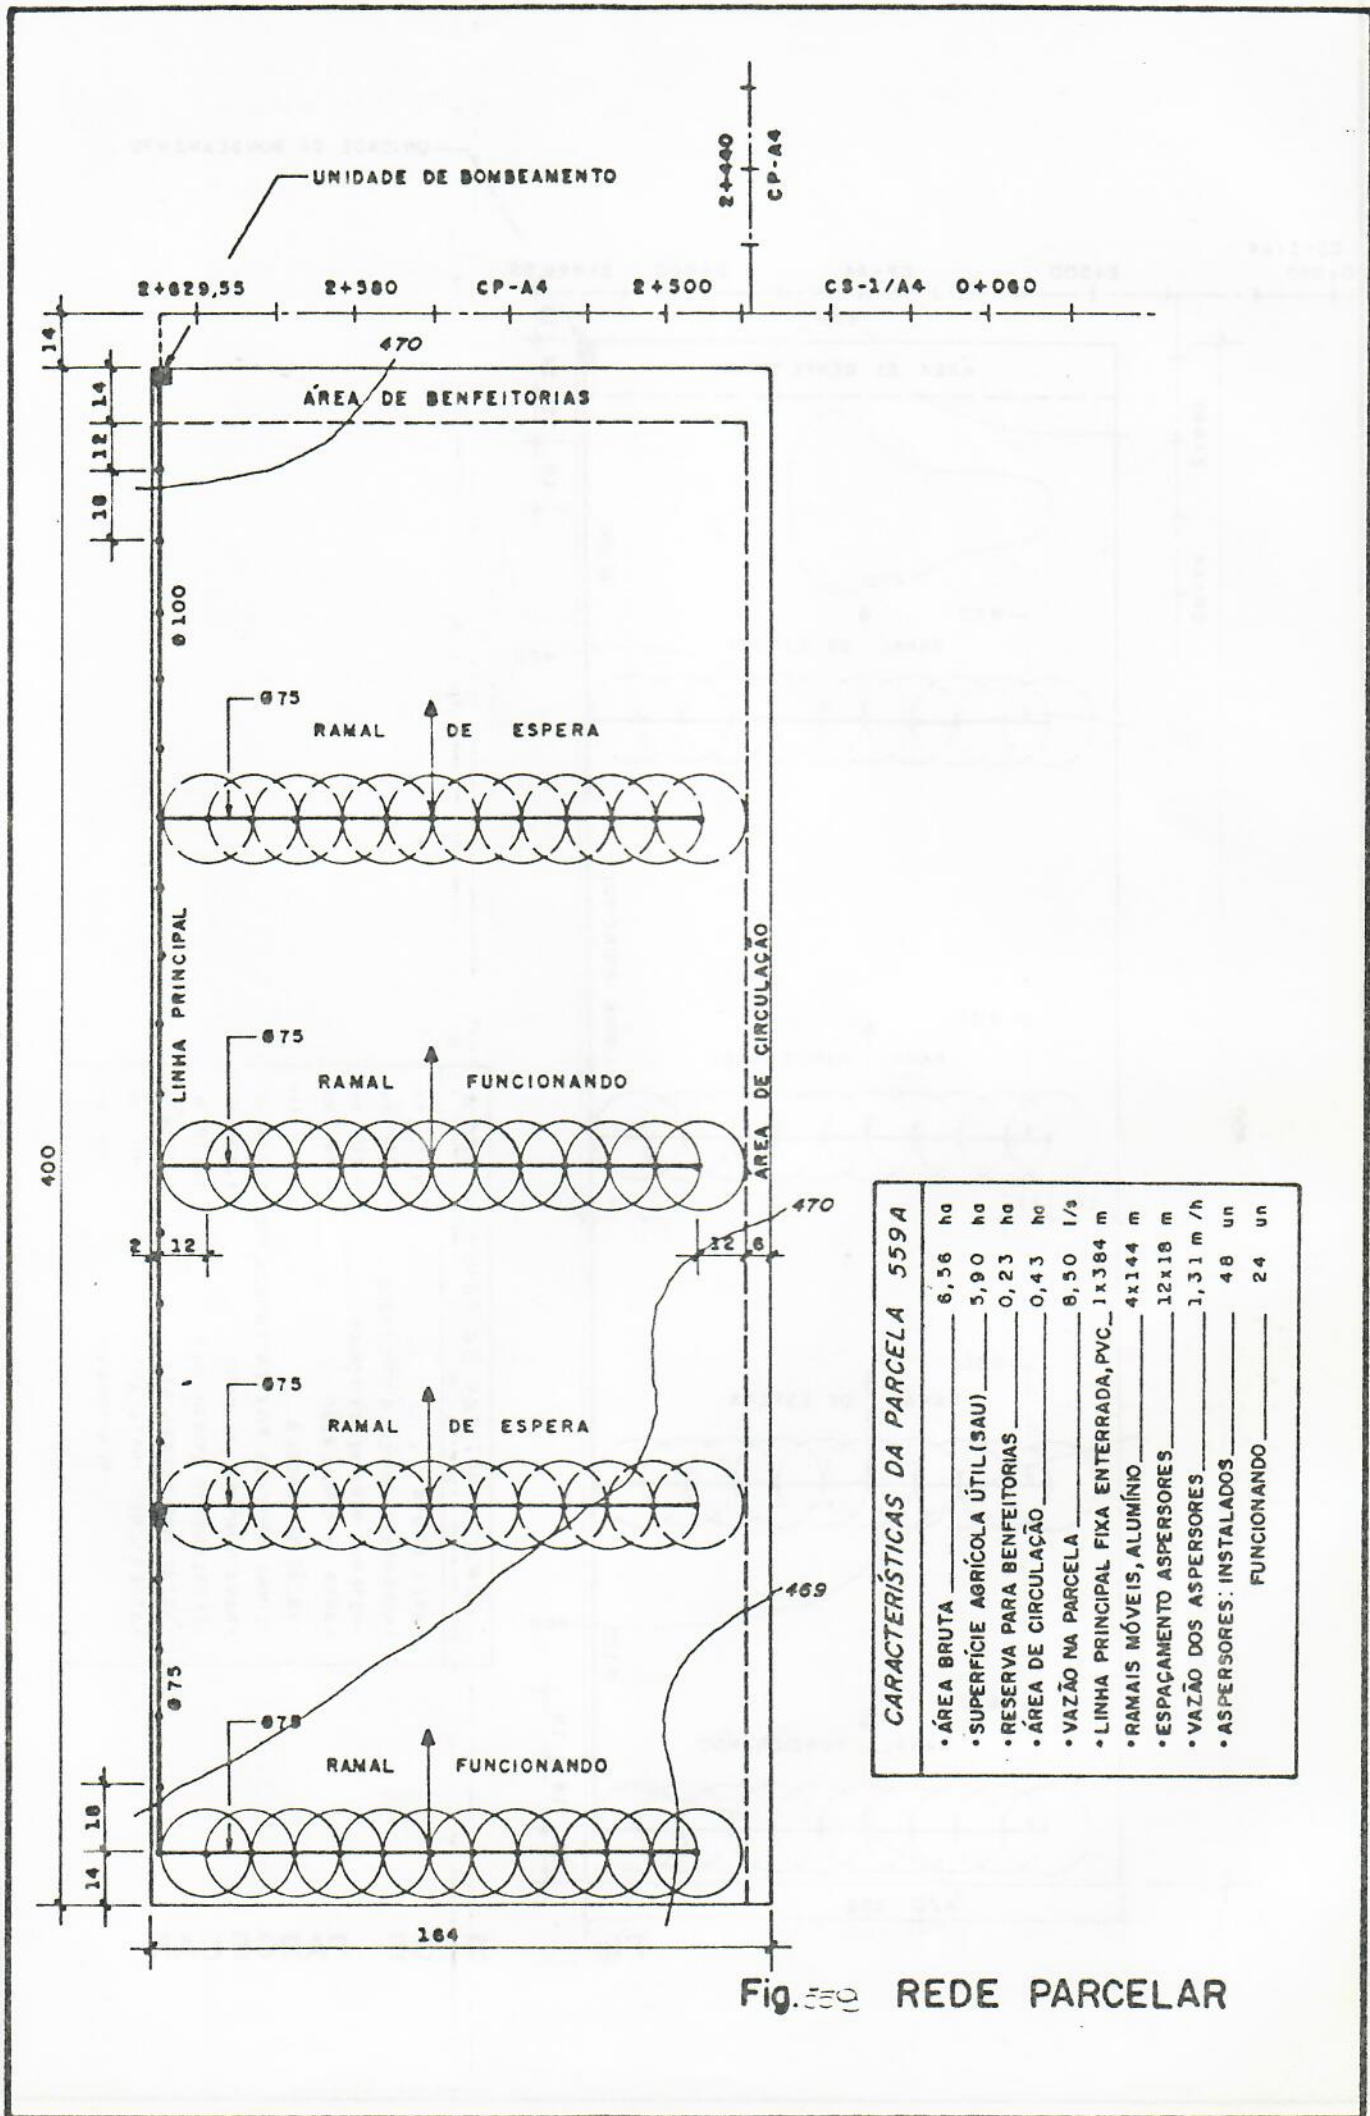 2+440
CP-A4
UNIDADE DE BOMBEAMENTO
2+629,55
2+560
CP-A4
2+500
CS-1/A4
0+060
14
470
ÁREA DE BENFEITORIAS
14
12
18
Ø100
Ø75
RAMAL DE ESPERA
LINHA PRINCIPAL
ÁREA DE CIRCULAÇÃO
Ø75
RAMAL FUNCIONANDO
400
2
12
12
6
470
Ø75
RAMAL DE ESPERA
469
Ø75
Ø75
RAMAL FUNCIONANDO
18
14
164
CARACTERÍSTICAS DA PARCELA 559A
• ÁREA BRUTA 6,56 ha
• SUPERFÍCIE AGRÍCOLA ÚTIL (SAU) 5,90 ha
• RESERVA PARA BENFEITORIAS 0,23 ha
• ÁREA DE CIRCULAÇÃO 0,43 ha
• VAZÃO NA PARCELA 8,50 l/s
• LINHA PRINCIPAL FIXA ENTERRADA, PVC 1x384 m
• RAMAIS MÓVEIS, ALUMÍNIO 4x144 m
• ESPAÇAMENTO ASPERSORES 12x18 m
• VAZÃO DOS ASPERSORES 1,31 m /h
• ASPERSORES: INSTALADOS 48 un
FUNCIONANDO 24 un
Fig. 559 REDE PARCELAR